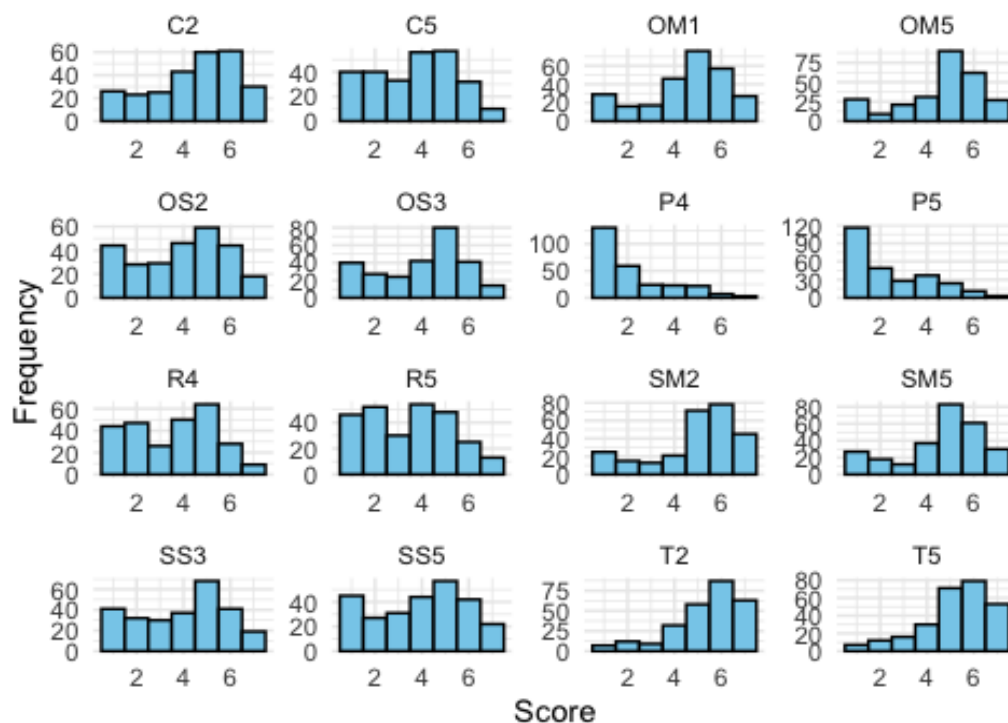 C2 C5 OM1 OM5
60 40 20 0
40 20 0
60 40 20 0
75 50 25 0
2 4 6 2 4 6 2 4 6 2 4 6
OS2 OS3 P4 P5
60 40 20 0
80 60 40 20 0
100 50 0
120 90 60 30 0
2 4 6 2 4 6 2 4 6 2 4 6
Frequency
R4 R5 SM2 SM5
60 40 20 0
40 20 0
80 60 40 20 0
80 60 40 20 0
2 4 6 2 4 6 2 4 6 2 4 6
SS3 SS5 T2 T5
60 40 20 0
40 20 0
75 50 25 0
80 60 40 20 0
2 4 6 2 4 6 2 4 6 2 4 6
Score